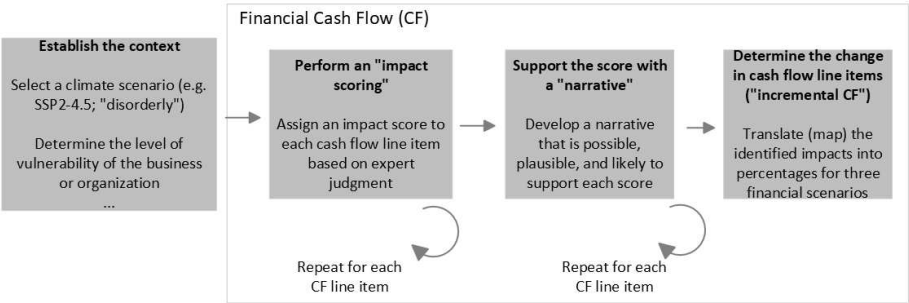 Financial Cash Flow (CF)
Establish the context
Select a climate scenario (e.g.
SSP2-4.5; "disorderly")
Determine the level of
vulnerability of the business
or organization
...
Perform an "impact
scoring"
Assign an impact score to
each cash flow line item
based on expert
judgment
Repeat for each
CF line item
Support the score with
a "narrative"
Develop a narrative
that is possible,
plausible, and likely to
support each score
Repeat for each
CF line item
Determine the change
in cash flow line items
("incremental CF")
Translate (map) the
identified impacts into
percentages for three
financial scenarios